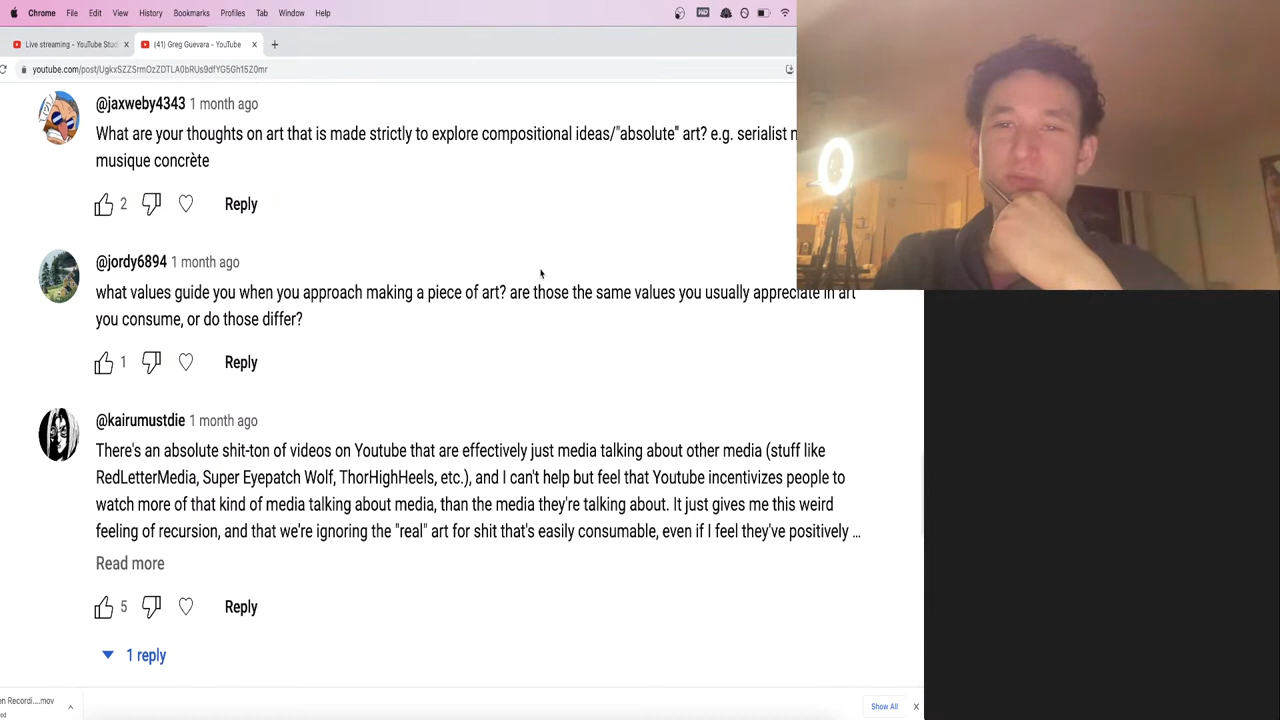 Chrome File Edit View History Bookmarks Profiles Tab Window Help
Live streaming - YouTube Stud
(41) Greg Guevara - YouTube
youtube.com/post/UgkxSZZSrmOzZDTLA0bRUs9dfYG5Gh15Z0mr
@jaxweby4343 1 month ago
What are your thoughts on art that is made strictly to explore compositional ideas/"absolute" art? e.g. serialist
musique concrète
2 Reply
@jordy6894 1 month ago
what values guide you when you approach making a piece of art? are those the same values you usually appreciate in art
you consume, or do those differ?
1 Reply
@kairumustdie 1 month ago
There's an absolute shit-ton of videos on Youtube that are effectively just media talking about other media (stuff like
RedLetterMedia, Super Eyepatch Wolf, ThorHighHeels, etc.), and I can't help but feel that Youtube incentivizes people to
watch more of that kind of media talking about media, than the media they're talking about. It just gives me this weird
feeling of recursion, and that we're ignoring the "real" art for shit that's easily consumable, even if I feel they've positively ...
Read more
5 Reply
1 reply
en Recordi....mov
Show All